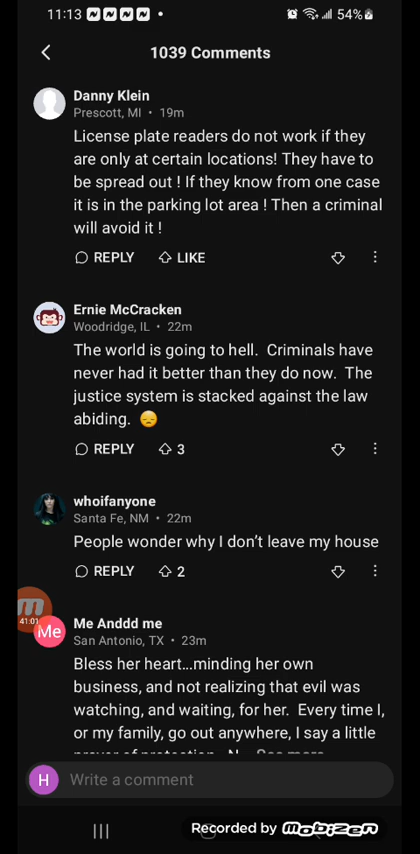 11:13 54%
1039 Comments
Danny Klein
Prescott, MI • 19m
License plate readers do not work if they
are only at certain locations! They have to
be spread out ! If they know from one case
it is in the parking lot area ! Then a criminal
will avoid it !
REPLY LIKE
Ernie McCracken
Woodridge, IL • 22m
The world is going to hell. Criminals have
never had it better than they do now. The
justice system is stacked against the law
abiding. 😞
REPLY 3
whoifanyone
Santa Fe, NM • 22m
People wonder why I don’t leave my house
REPLY 2
41:01
Me
Me Anddd me
San Antonio, TX • 23m
Bless her heart...minding her own
business, and not realizing that evil was
watching, and waiting, for her. Every time I,
or my family, go out anywhere, I say a little
prayer of protection. See more
H Write a comment
Recorded by mobizen